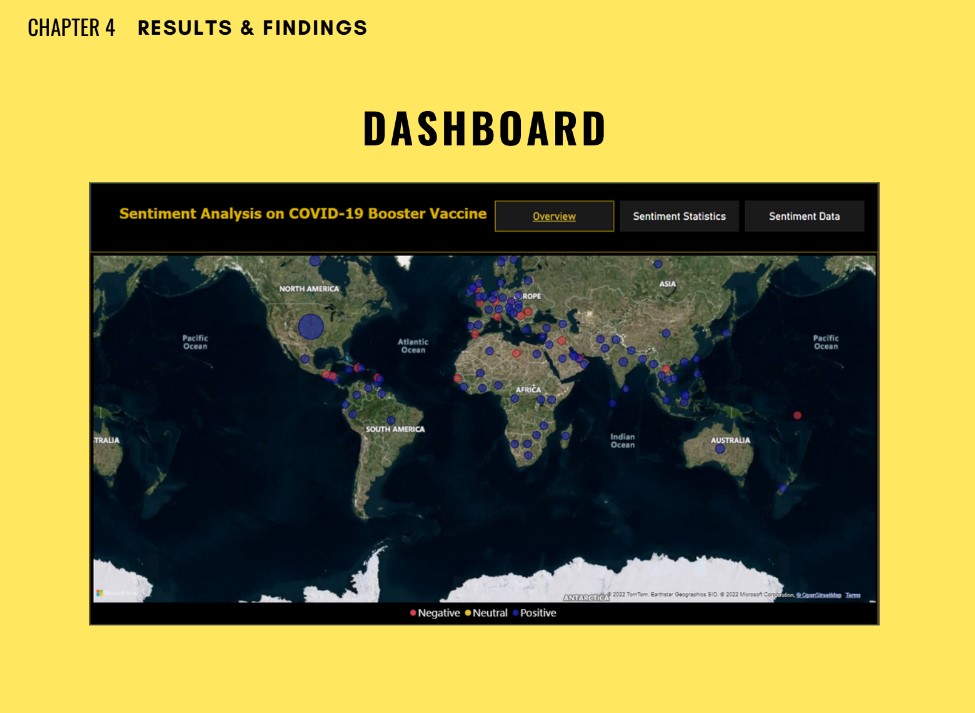 CHAPTER 4 RESULTS & FINDINGS
DASHBOARD
Sentiment Analysis on COVID-19 Booster Vaccine
Overview
Sentiment Statistics
Sentiment Data
NORTH AMERICA
ROPE
ASIA
Pacific
Ocean
Atlantic
Ocean
Pacific
Ocean
AFRICA
SOUTH AMERICA
TRALIA
Indian
Ocean
AUSTRALIA
ANTARCTICA
© 2022 TomTom, Earthstar Geographics SIO, © 2022 Microsoft Corporation, © OpenStreetMap Terms
Negative Neutral Positive